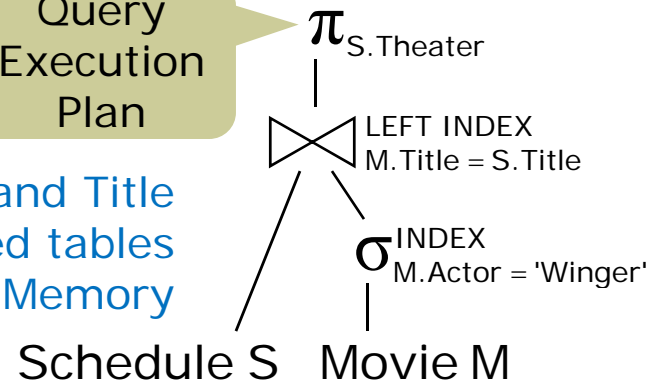 Query
Execution
Plan
π S.Theater
LEFT INDEX
M.Title = S.Title
and Title
ed tables
Memory
σ INDEX
M.Actor = 'Winger'
Schedule S Movie M